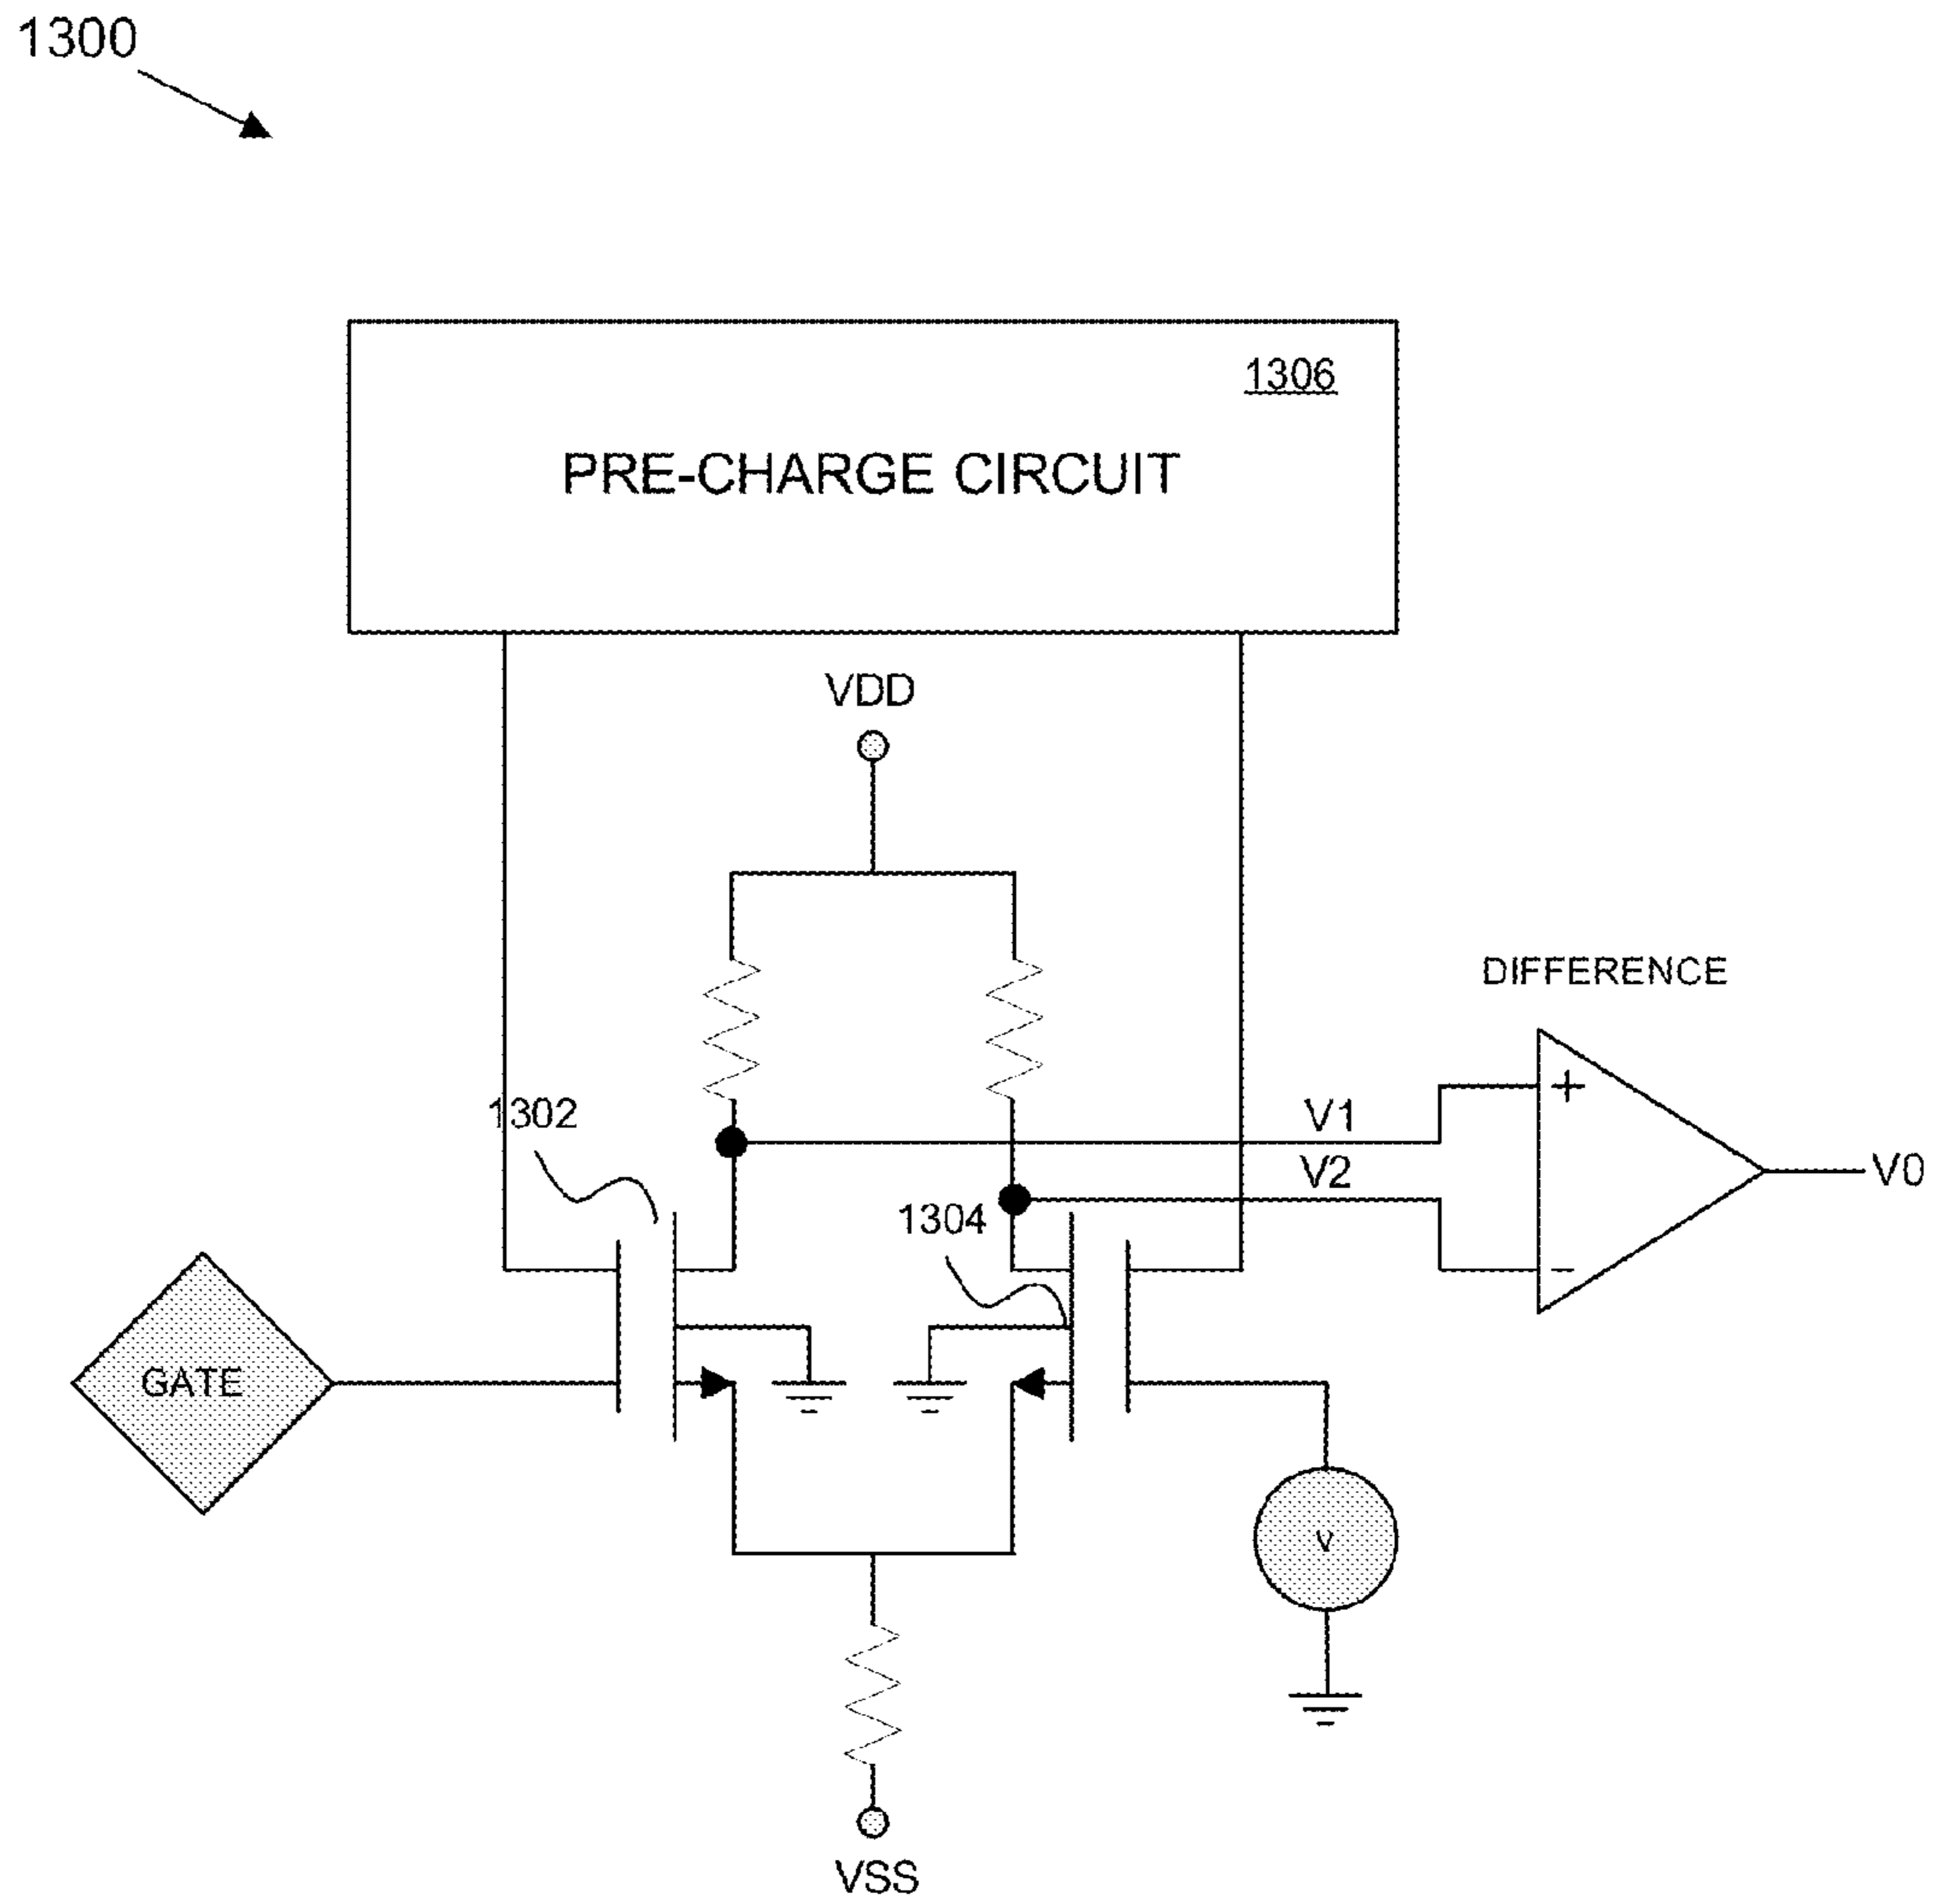 1300
1306
PRE-CHARGE CIRCUIT
VDD
DIFFERENCE
1302
V1
+
V2
V0
1304
−
GATE
V
VSS